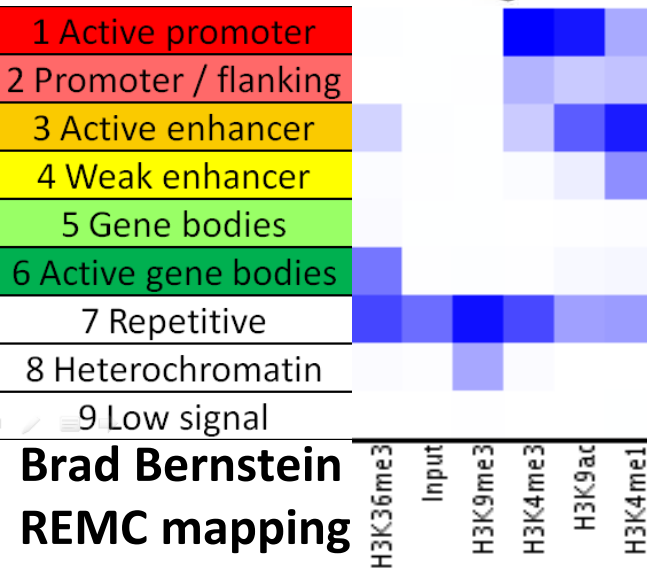 1 Active promoter
2 Promoter / flanking
3 Active enhancer
4 Weak enhancer
5 Gene bodies
6 Active gene bodies
7 Repetitive
8 Heterochromatin
9 Low signal
Brad Bernstein
REMC mapping
H3K36me3
Input
H3K9me3
H3K4me3
H3K9ac
H3K4me1